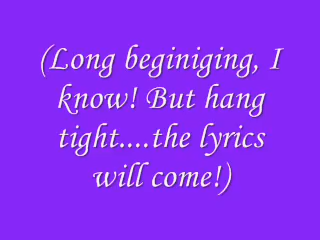 (Long beginiging, I
know! But hang
tight....the lyrics
will come!)